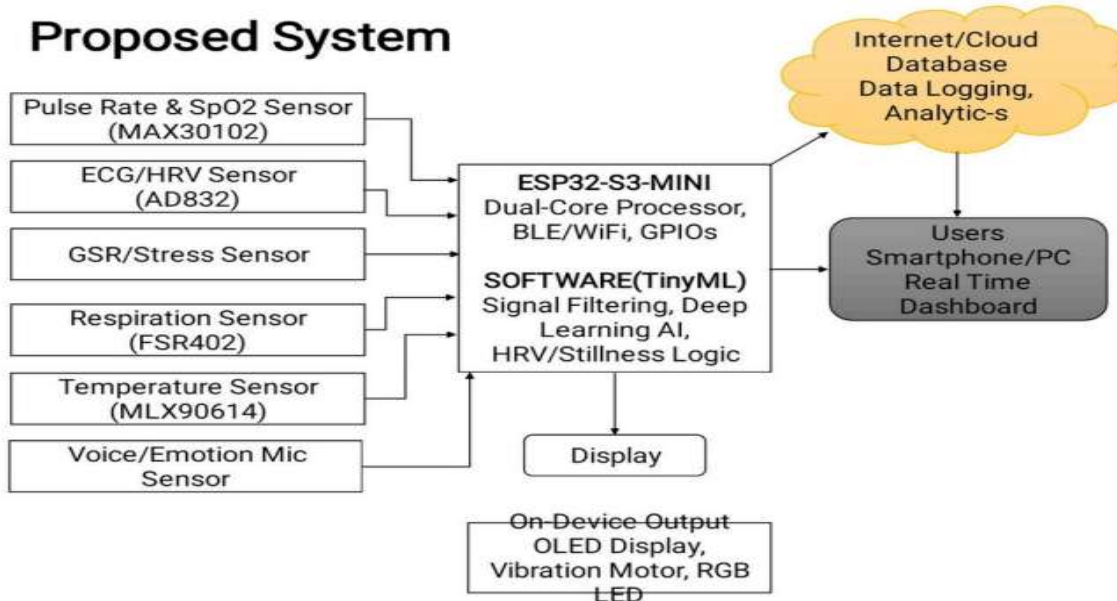 Proposed System
Pulse Rate & SpO2 Sensor
(MAX30102)
ECG/HRV Sensor
(AD832)
GSR/Stress Sensor
Respiration Sensor
(FSR402)
Temperature Sensor
(MLX90614)
Voice/Emotion Mic
Sensor
ESP32-S3-MINI
Dual-Core Processor,
BLE/WiFi, GPIOs
SOFTWARE(TinyML)
Signal Filtering, Deep
Learning AI,
HRV/Stillness Logic
Display
On-Device Output
OLED Display,
Vibration Motor, RGB
LED
Internet/Cloud
Database
Data Logging,
Analytic-s
Users
Smartphone/PC
Real Time
Dashboard